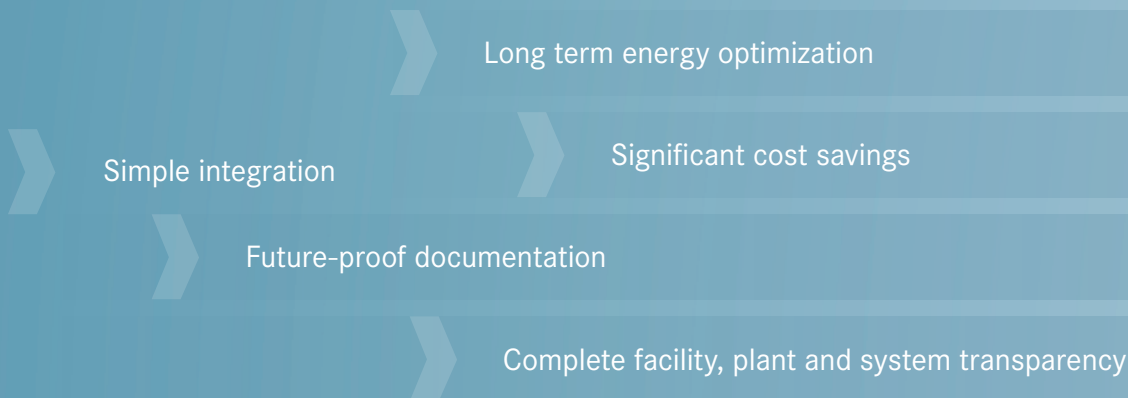 Long term energy optimization
Significant cost savings
Simple integration
Future-proof documentation
Complete facility, plant and system transparency